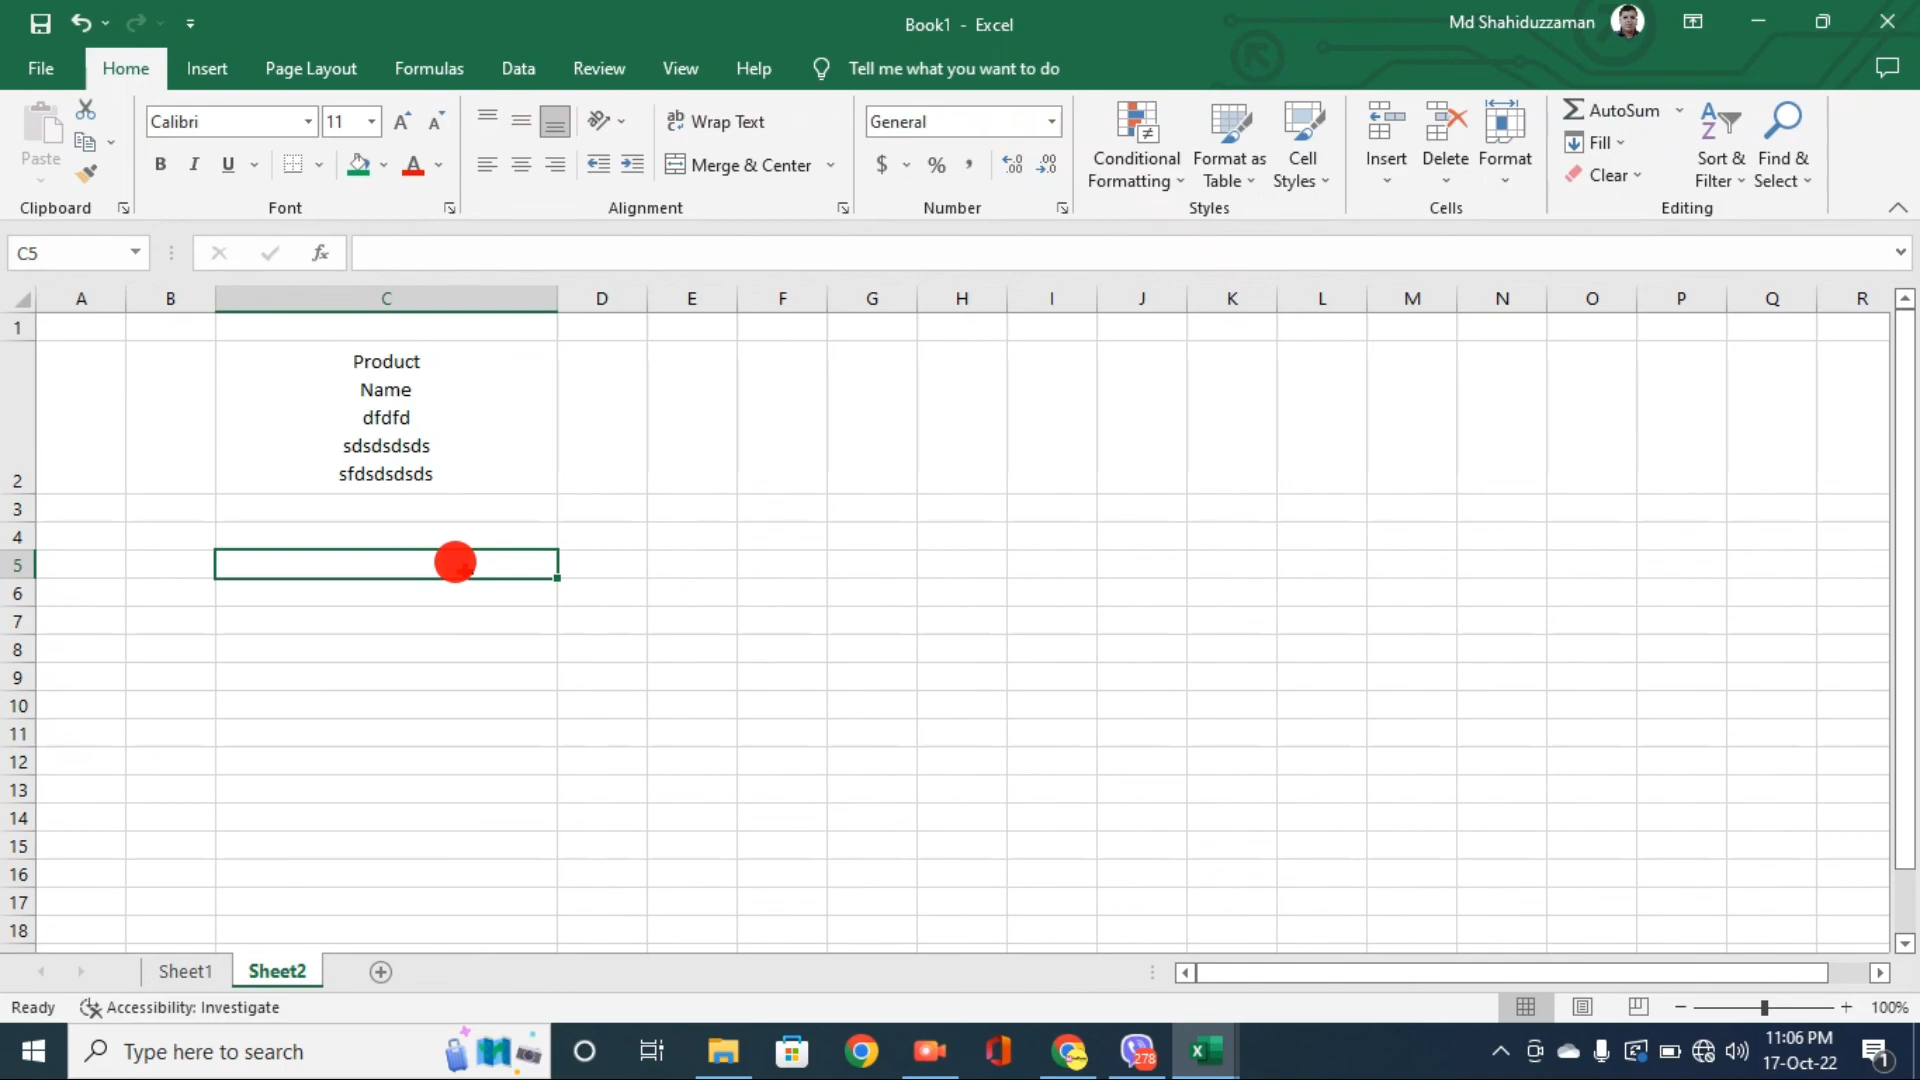 Book1 - Excel
Md Shahiduzzaman
File Home Insert Page Layout Formulas Data Review View Help Tell me what you want to do
Paste
Clipboard
Calibri 11
B I U A
Font
ab Wrap Text
Merge & Center
Alignment
General
$ % ,
Number
Conditional Formatting
Format as Table
Cell Styles
Styles
Insert Delete Format
Cells
AutoSum
Fill
Clear
Sort & Filter
Find & Select
Editing
C5 fx
A B C D E F G H I J K L M N O P Q R
1
Product
Name
dfdfd
sdsdsdsds
sfdsdsdsds
2
3
4
5
6
7
8
9
10
11
12
13
14
15
16
17
18
Sheet1 Sheet2
Ready Accessibility: Investigate 100%
Type here to search
278
11:06 PM
17-Oct-22
1